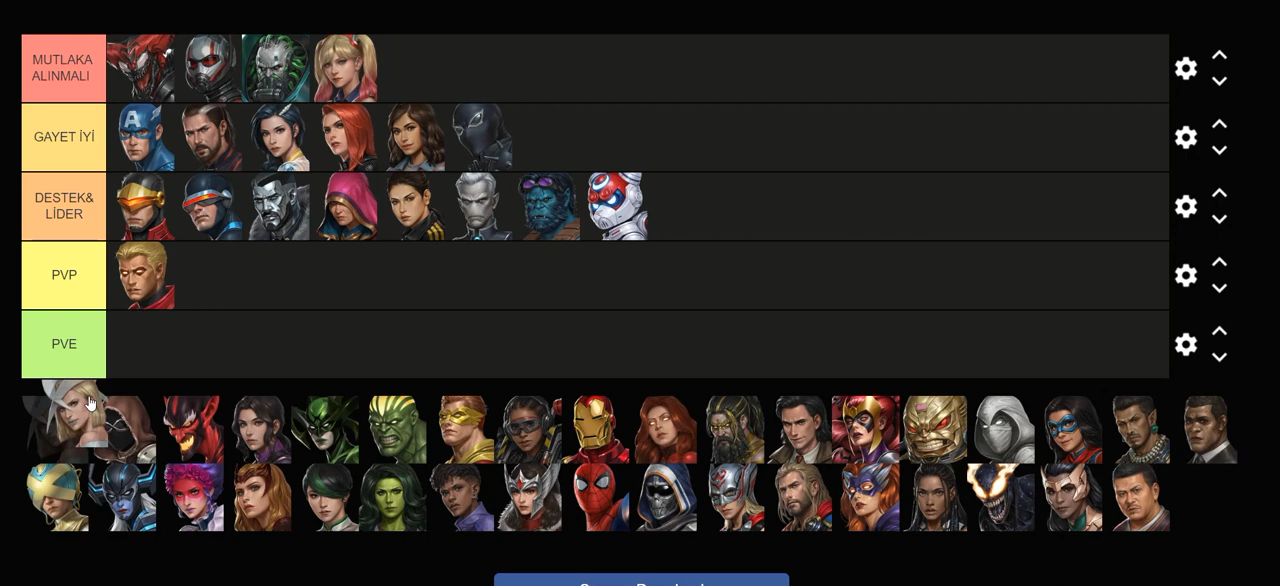 MUTLAKA
ALINMALI
GAYET İYİ
DESTEK&
LİDER
PVP
PVE